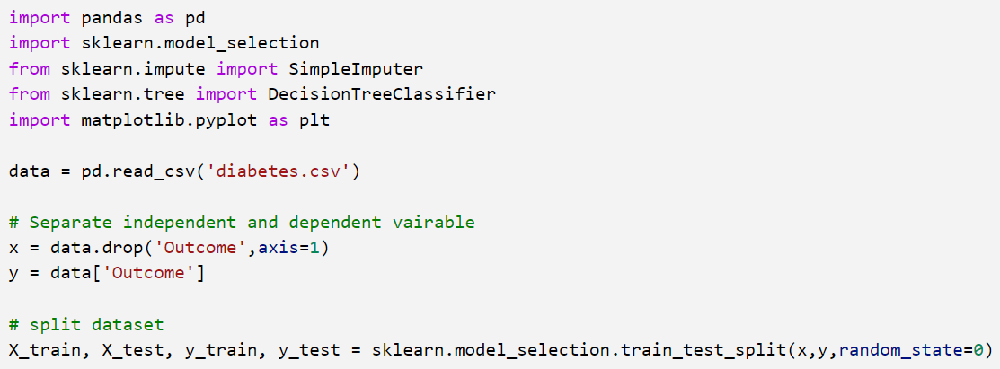 import pandas as pd
import sklearn.model_selection
from sklearn.impute import SimpleImputer
from sklearn.tree import DecisionTreeClassifier
import matplotlib.pyplot as plt
data = pd.read_csv('diabetes.csv')
# Separate independent and dependent vairable
x = data.drop('Outcome',axis=1)
y = data['Outcome']
# split dataset
X_train, X_test, y_train, y_test = sklearn.model_selection.train_test_split(x,y,random_state=0)